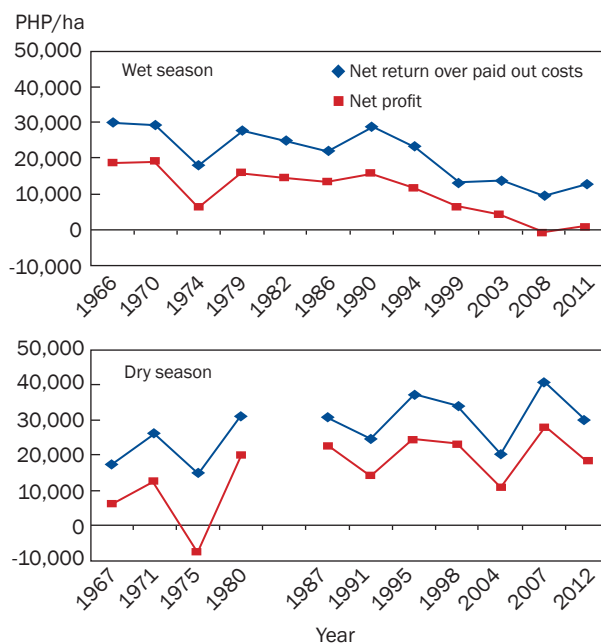 PHP/ha
50,000
40,000
30,000
20,000
10,000
0
-10,000
Wet season
Net return over paid out costs
Net profit
1966 1970 1974 1979 1982 1986 1990 1994 1999 2003 2008 2011
50,000
40,000
30,000
20,000
10,000
0
-10,000
Dry season
1967 1971 1975 1980 1987 1991 1995 1998 2004 2007 2012
Year